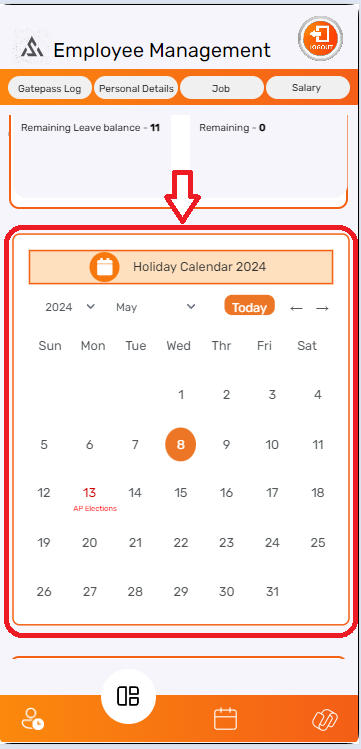 Employee Management
LOGOUT
Gatepass Log Personal Details Job Salary
Remaining Leave balance - 11 Remaining - 0
Holiday Calendar 2024
2024 May Today ← →
Sun Mon Tue Wed Thr Fri Sat
1 2 3 4
5 6 7 8 9 10 11
12 13 14 15 16 17 18
AP Elections
19 20 21 22 23 24 25
26 27 28 29 30 31